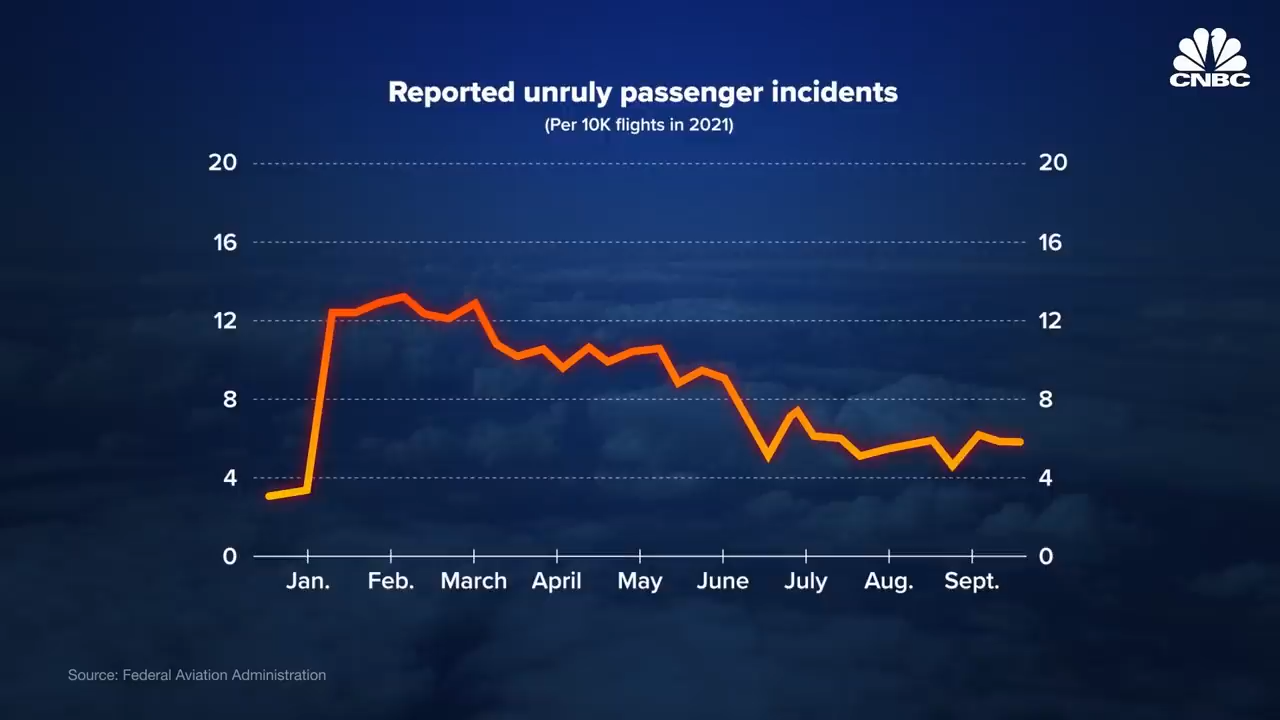 CNBC
Reported unruly passenger incidents
(Per 10K flights in 2021)
20 20
16 16
12 12
8 8
4 4
0 0
Jan. Feb. March April May June July Aug. Sept.
Source: Federal Aviation Administration